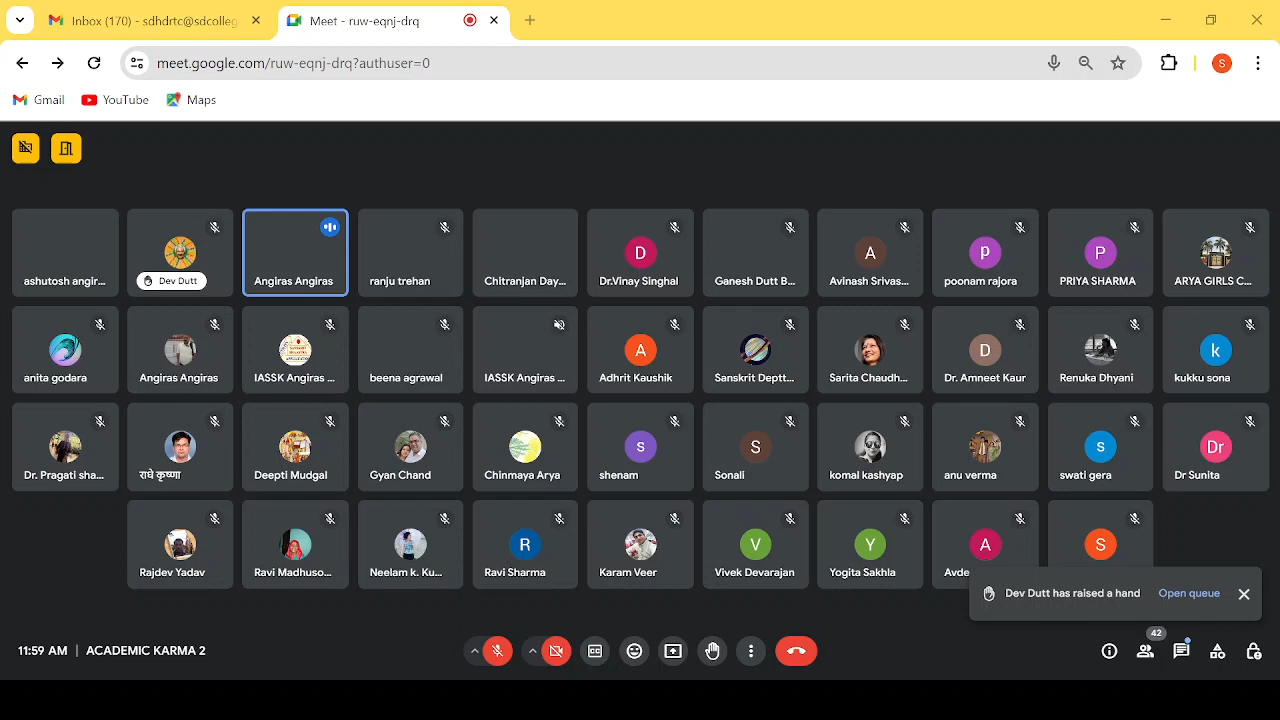 Inbox (170) - sdhdrtc@sdcolleg
Meet - ruw-eqnj-drq
meet.google.com/ruw-eqnj-drq?authuser=0
S
Gmail
YouTube
Maps
ashutosh angir...
Dev Dutt
Angiras Angiras
ranju trehan
Chitranjan Day...
D
Dr.Vinay Singhal
Ganesh Dutt B...
A
Avinash Srivas...
p
poonam rajora
P
PRIYA SHARMA
ARYA GIRLS C...
anita godara
Angiras Angiras
IASSK Angiras ...
beena agrawal
IASSK Angiras ...
A
Adhrit Kaushik
Sanskrit Deptt...
Sarita Chaudh...
D
Dr. Amneet Kaur
Renuka Dhyani
k
kukku sona
Dr. Pragati sha...
राधे कृष्णा
Deepti Mudgal
Gyan Chand
Chinmaya Arya
s
shenam
S
Sonali
komal kashyap
anu verma
s
swati gera
Dr
Dr Sunita
Rajdev Yadav
Ravi Madhuso...
Neelam k. Ku...
R
Ravi Sharma
Karam Veer
V
Vivek Devarajan
Y
Yogita Sakhla
A
Avde
S
Dev Dutt has raised a hand
Open queue
11:59 AM | ACADEMIC KARMA 2
42